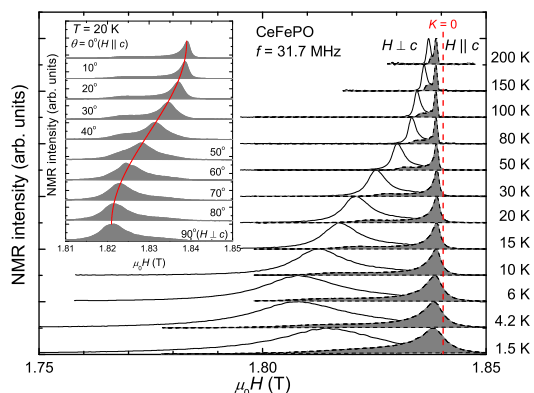 CeFePO
f = 31.7 MHz
K = 0
H ⊥ c
H || c
200 K
150 K
100 K
80 K
50 K
30 K
20 K
15 K
10 K
6 K
4.2 K
1.5 K
NMR intensity (arb. units)
1.75
1.80
1.85
μ₀H (T)
T = 20 K
θ = 0°(H || c)
10°
20°
30°
40°
50°
60°
70°
80°
90°(H⊥c)
NMR intensity (arb. units)
1.81
1.82
1.83
1.84
1.85
μ₀H (T)